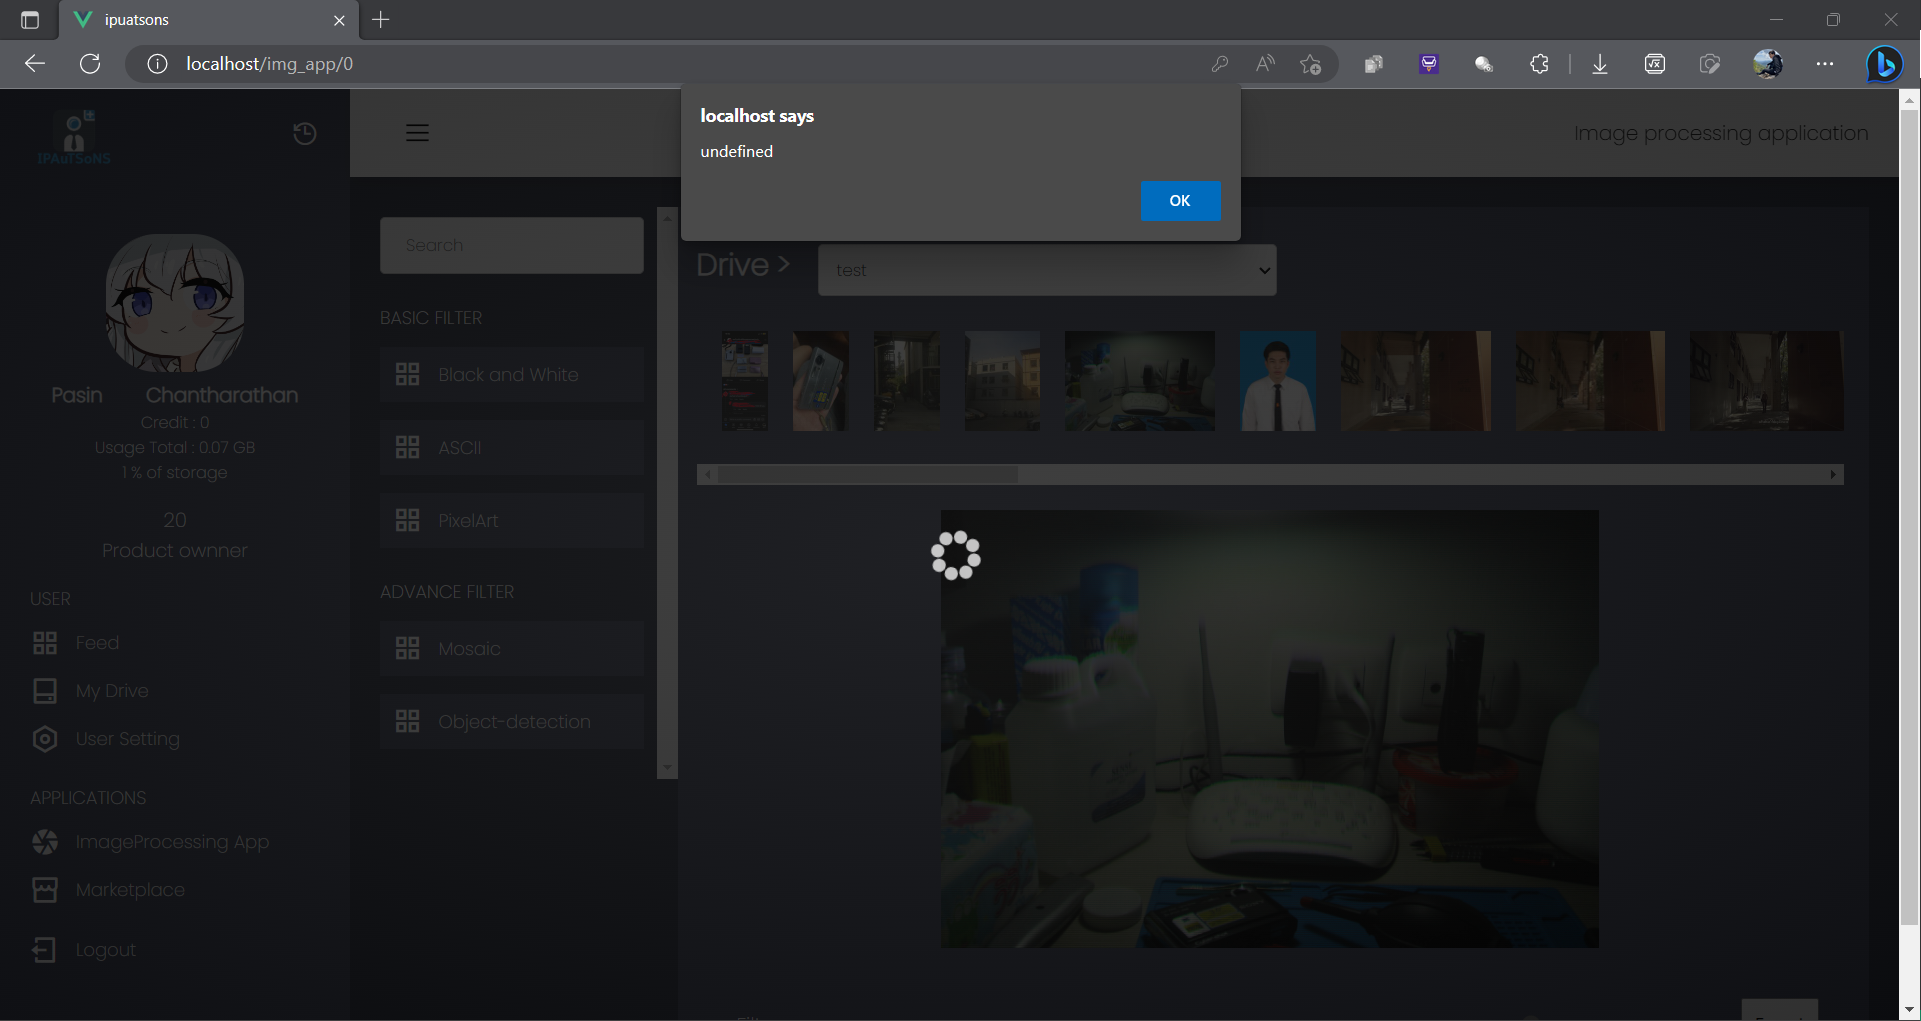 ipuatsons
localhost/img_app/0
localhost says
undefined
OK
IPAuTSoNS
Image processing application
Pasin Chantharathan
Credit : 0
Usage Total : 0.07 GB
1 % of storage
20
Product ownner
USER
Feed
My Drive
User Setting
APPLICATIONS
ImageProcessing App
Marketplace
Logout
Search
BASIC FILTER
Black and White
ASCII
PixelArt
ADVANCE FILTER
Mosaic
Object-detection
Drive >
test